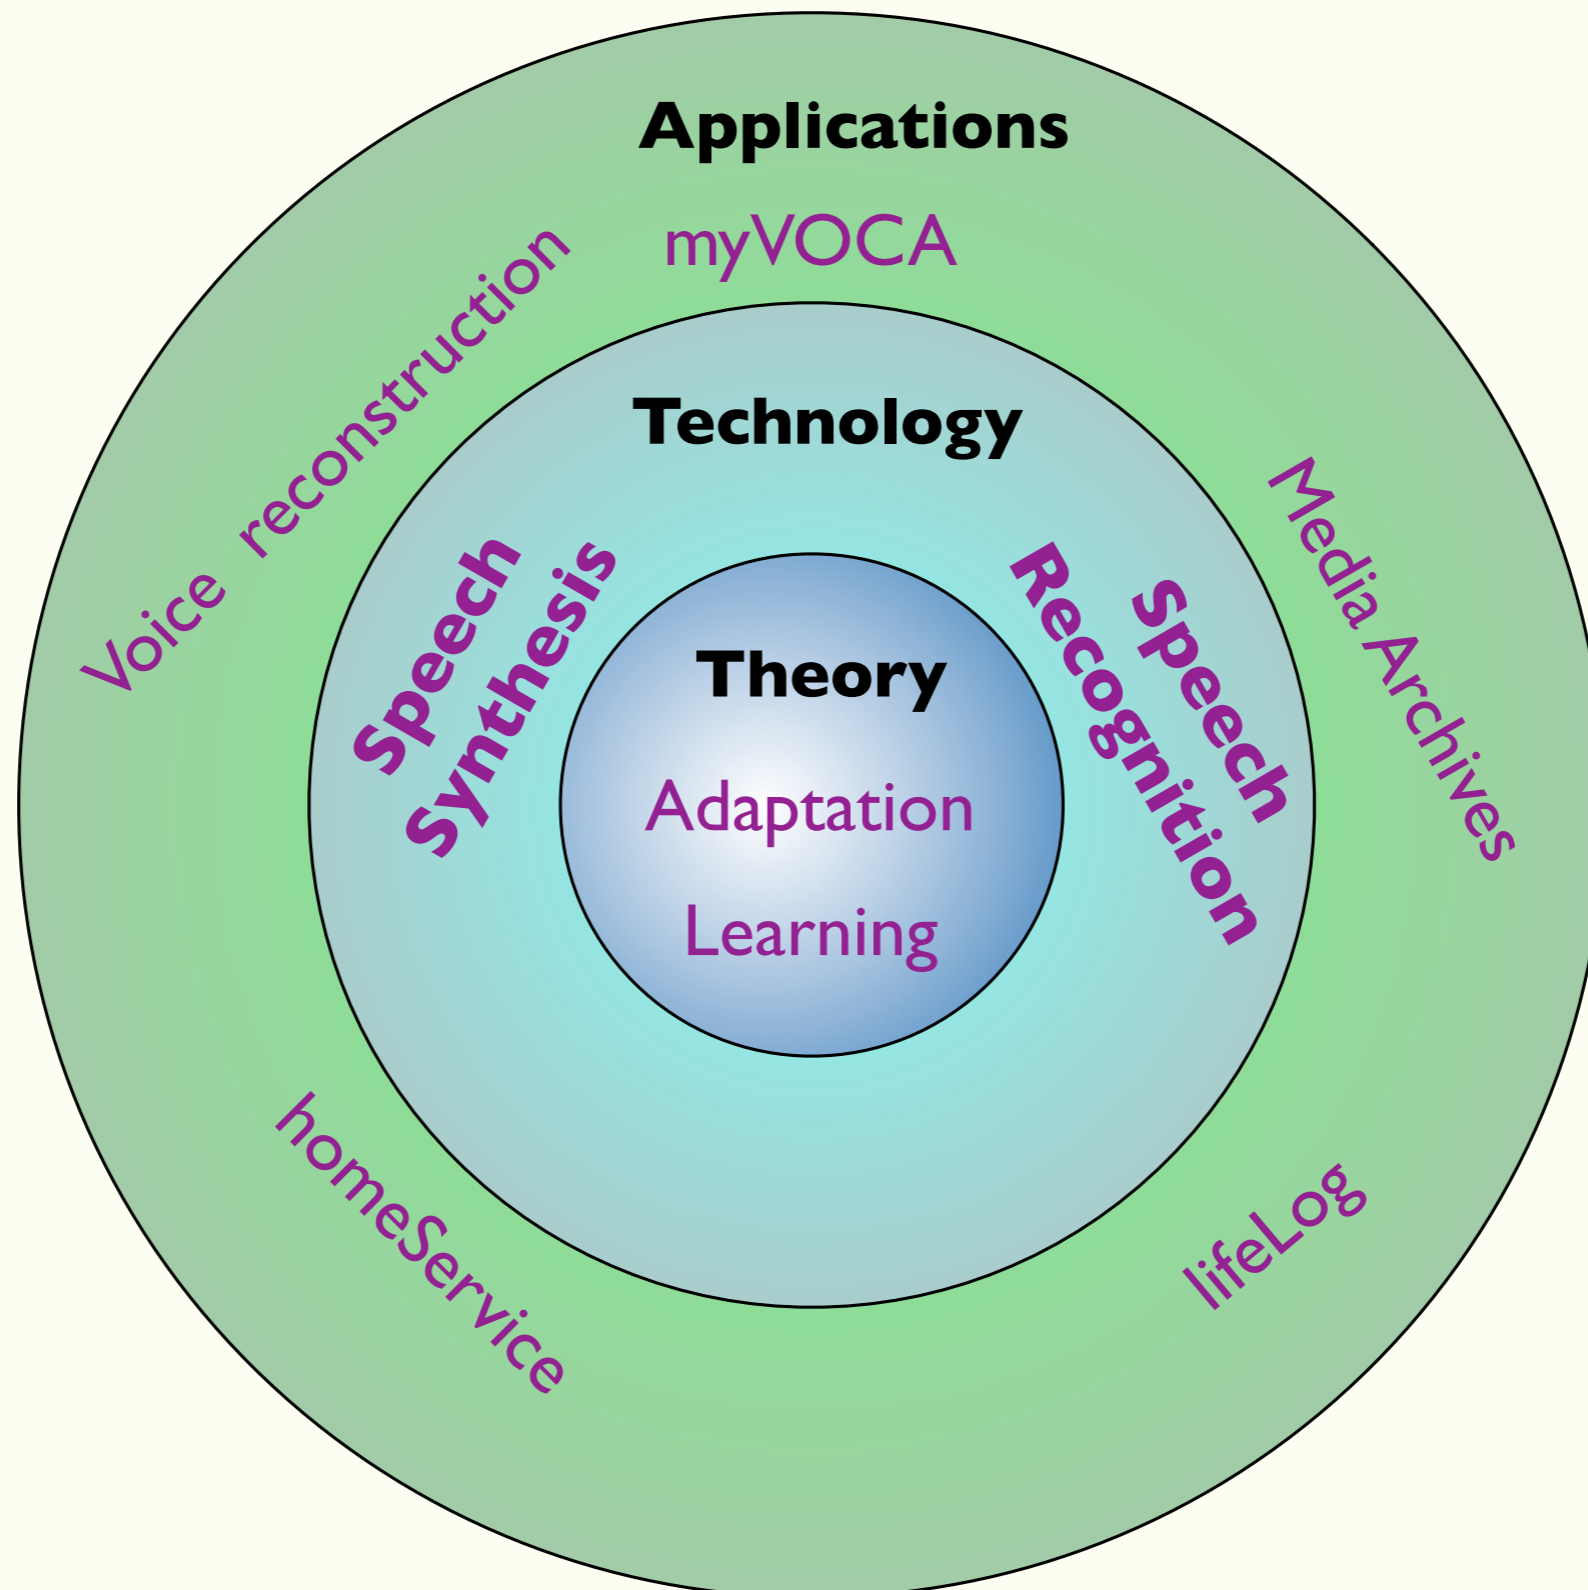 Applications
myVOCA
Voice reconstruction
Media Archives
homeService
lifeLog
Technology
Speech
Synthesis
Speech
Recognition
Theory
Adaptation
Learning